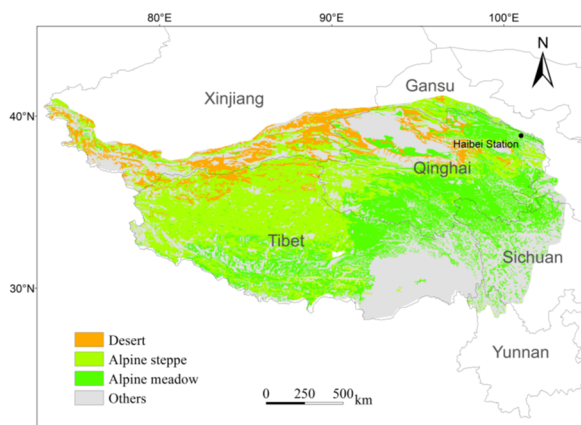 80°E 90°E 100°E
N
Gansu
Xinjiang
40°N
Haibei Station
Qinghai
Tibet
Sichuan
30°N
Desert
Alpine steppe
Alpine meadow
Others
0 250 500 km
Yunnan